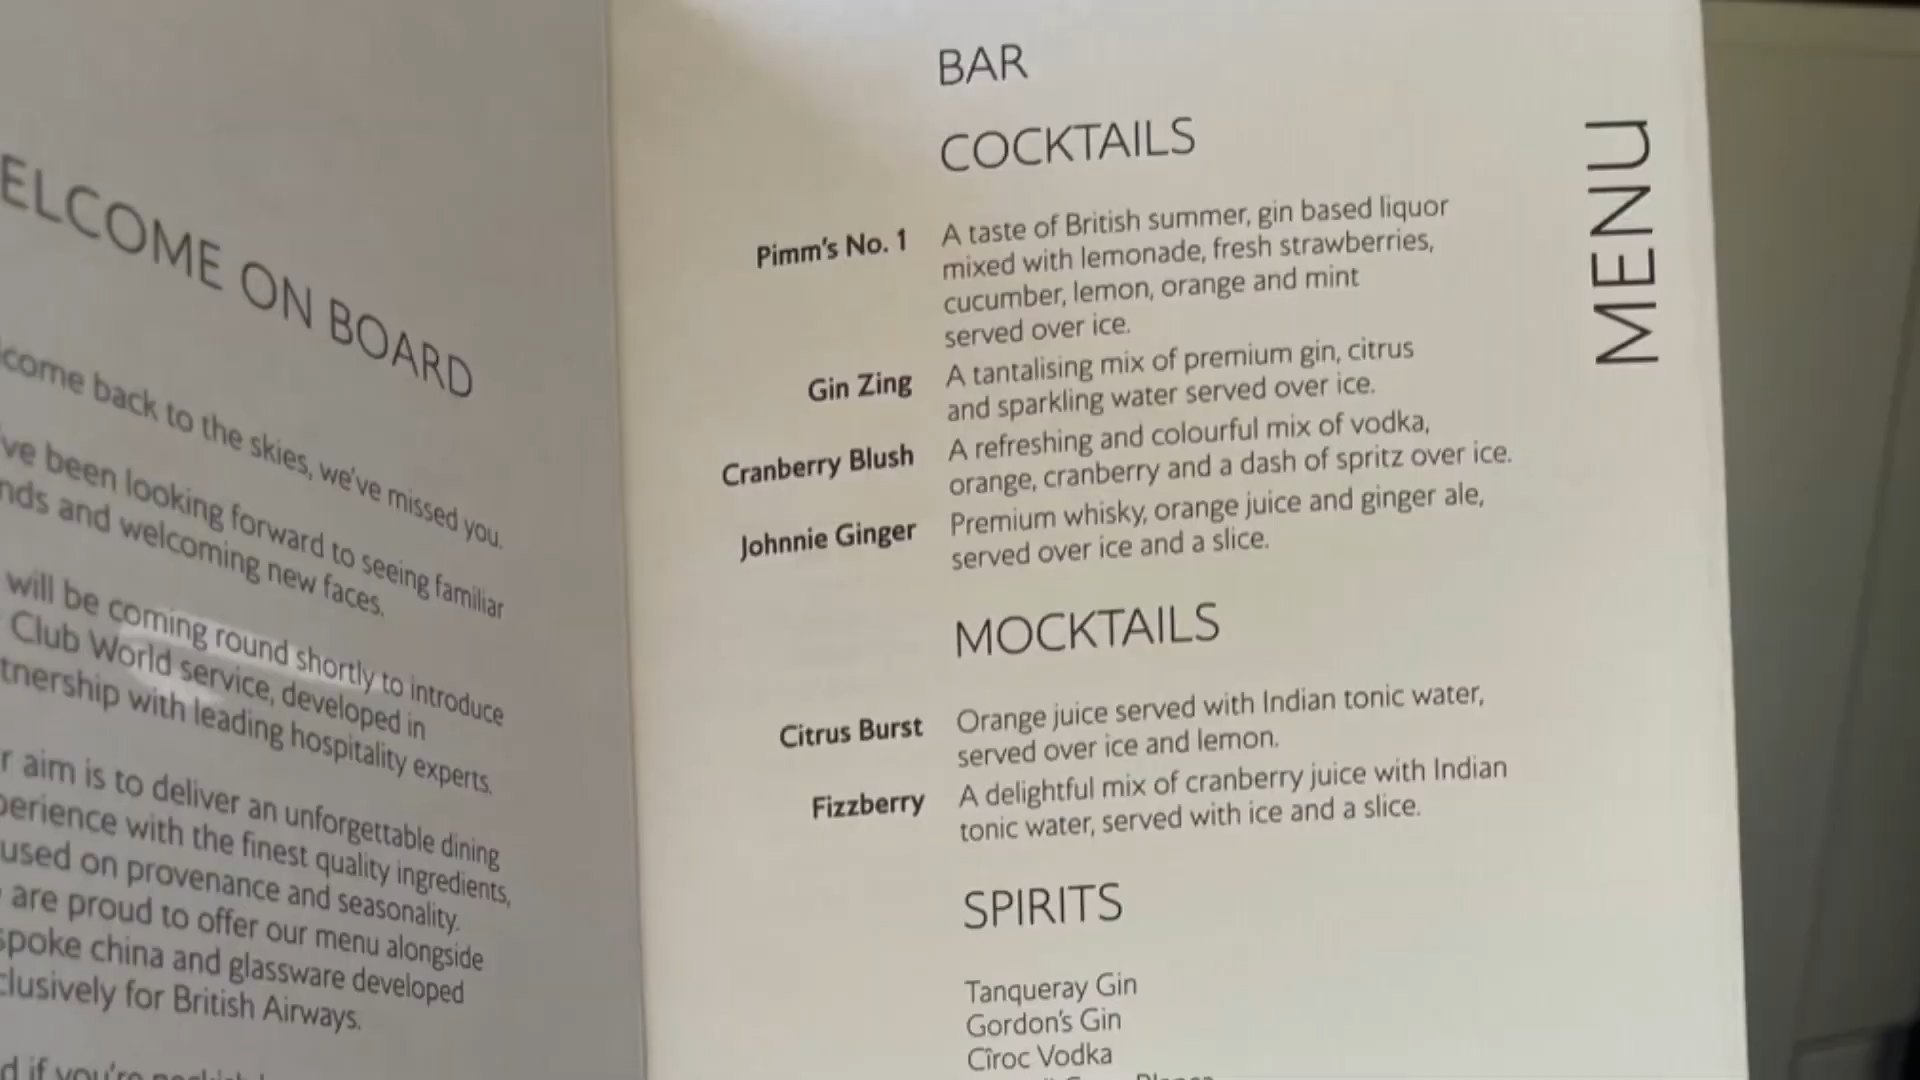 ELCOME ON BOARD
come back to the skies, we've missed you.
've been looking forward to seeing familiar
nds and welcoming new faces.
will be coming round shortly to introduce
Club World service, developed in
tnership with leading hospitality experts.
r aim is to deliver an unforgettable dining
perience with the finest quality ingredients,
used on provenance and seasonality.
are proud to offer our menu alongside
spoke china and glassware developed
clusively for British Airways.
d if you're
BAR
COCKTAILS
Pimm's No. 1 A taste of British summer, gin based liquor
mixed with lemonade, fresh strawberries,
cucumber, lemon, orange and mint
served over ice.
Gin Zing A tantalising mix of premium gin, citrus
and sparkling water served over ice.
Cranberry Blush A refreshing and colourful mix of vodka,
orange, cranberry and a dash of spritz over ice.
Johnnie Ginger Premium whisky, orange juice and ginger ale,
served over ice and a slice.
MOCKTAILS
Citrus Burst Orange juice served with Indian tonic water,
served over ice and lemon.
Fizzberry A delightful mix of cranberry juice with Indian
tonic water, served with ice and a slice.
SPIRITS
Tanqueray Gin
Gordon's Gin
Cîroc Vodka
MENU